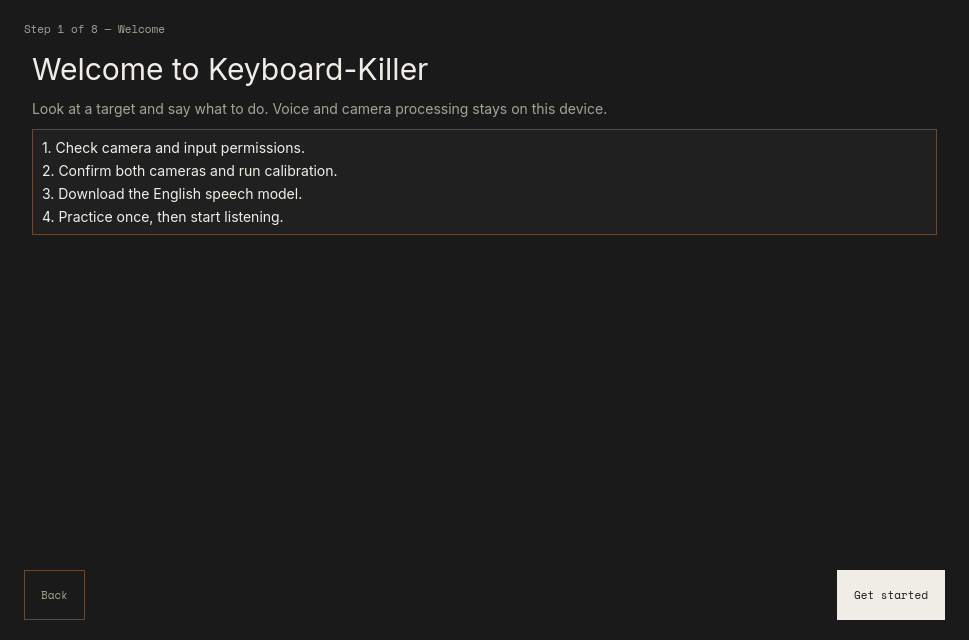 Step 1 of 8 — Welcome
Welcome to Keyboard-Killer
Look at a target and say what to do. Voice and camera processing stays on this device.
1. Check camera and input permissions.
2. Confirm both cameras and run calibration.
3. Download the English speech model.
4. Practice once, then start listening.
Back
Get started